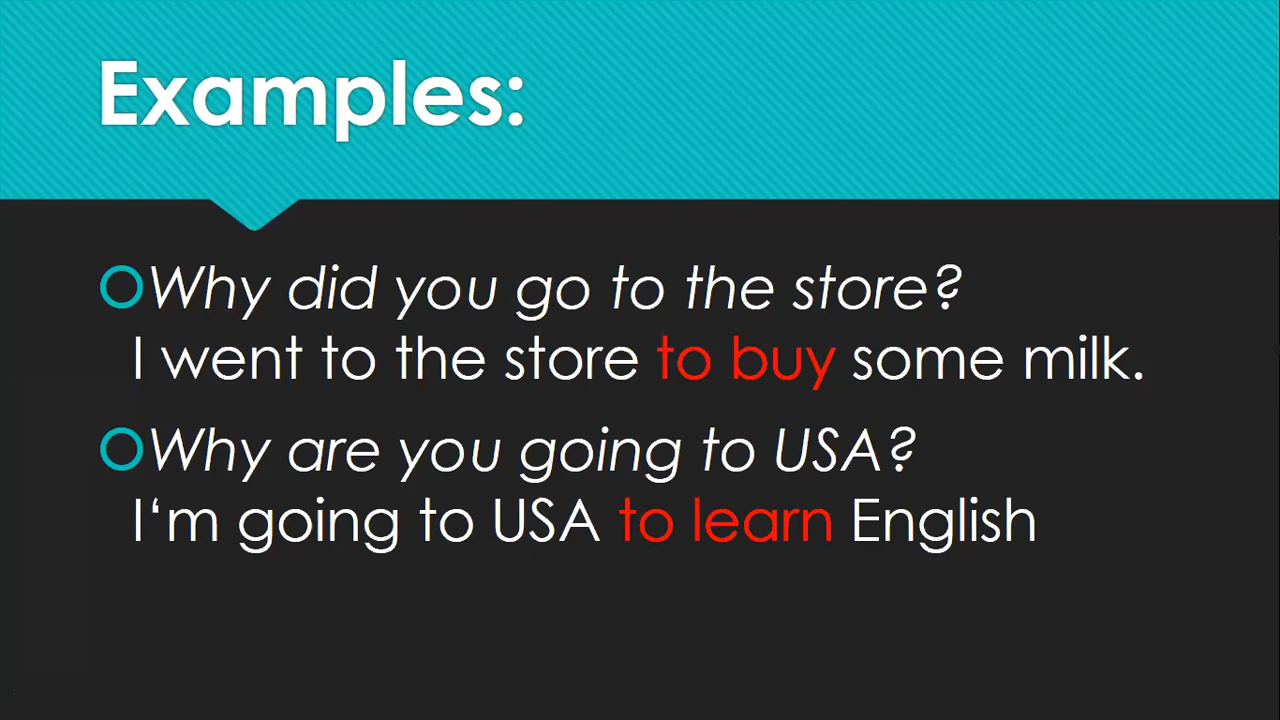 Examples:
Why did you go to the store?
I went to the store to buy some milk.
Why are you going to USA?
I‘m going to USA to learn English